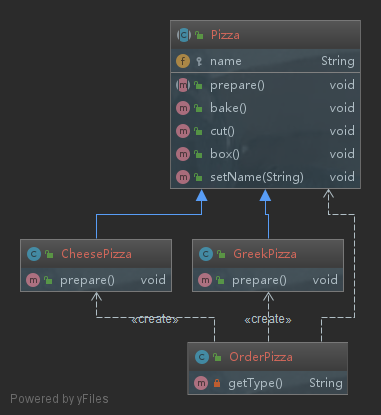 Pizza
name String
prepare() void
bake() void
cut() void
box() void
setName(String) void
CheesePizza
prepare() void
GreekPizza
prepare() void
«create»
«create»
OrderPizza
getType() String
Powered by yFiles